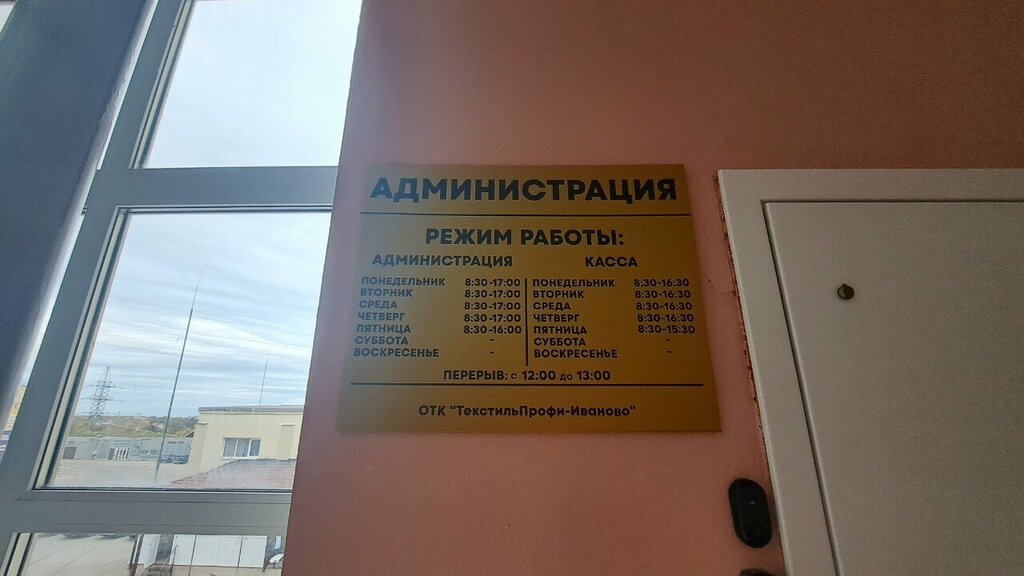 АДМИНИСТРАЦИЯ
РЕЖИМ РАБОТЫ:
АДМИНИСТРАЦИЯ КАССА
ПОНЕДЕЛЬНИК 8:30-17:00 ПОНЕДЕЛЬНИК 8:30-16:30
ВТОРНИК 8:30-17:00 ВТОРНИК 8:30-16:30
СРЕДА 8:30-17:00 СРЕДА 8:30-16:30
ЧЕТВЕРГ 8:30-17:00 ЧЕТВЕРГ 8:30-16:30
ПЯТНИЦА 8:30-16:00 ПЯТНИЦА 8:30-15:30
СУББОТА - СУББОТА -
ВОСКРЕСЕНЬЕ - ВОСКРЕСЕНЬЕ -
ПЕРЕРЫВ: с 12:00 до 13:00
ОТК "ТекстильПрофи-Иваново"